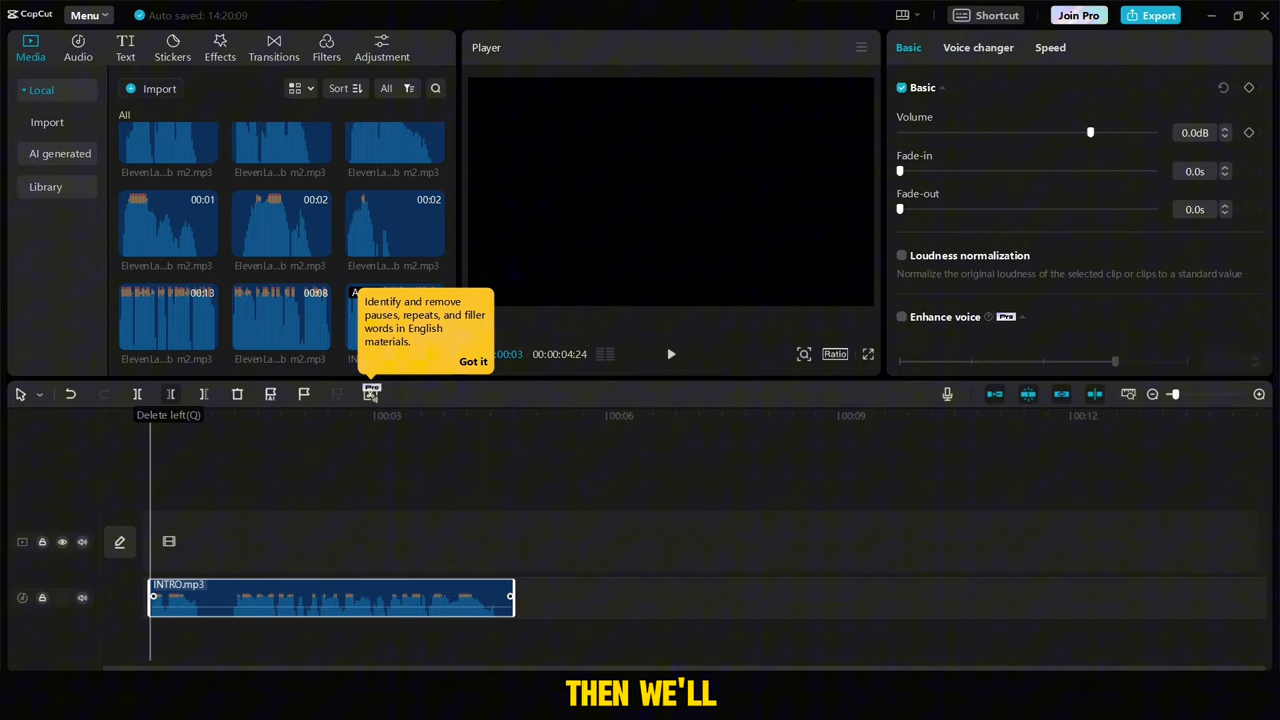 CapCut
Menu
Auto saved: 14:20:09
Shortcut
Join Pro
Export
Media
Audio
Text
Stickers
Effects
Transitions
Filters
Adjustment
Local
Import
AI generated
Library
Import
Sort
All
All
ElevenLa...b m2.mp3
ElevenLa...b m2.mp3
ElevenLa...b m2.mp3
00:01
00:02
00:02
ElevenLa...b m2.mp3
ElevenLa...b m2.mp3
ElevenLa...b m2.mp3
00:13
00:08
ElevenLa...b m2.mp3
ElevenLa...b m2.mp3
Identify and remove
pauses, repeats, and filler
words in English
materials.
Got it
Player
:00:03
00:00:04:24
Ratio
Basic
Voice changer
Speed
Basic
Volume
0.0dB
Fade-in
0.0s
Fade-out
0.0s
Loudness normalization
Normalize the original loudness of the selected clip or clips to a standard value
Enhance voice
Pro
Pro
Delete left(Q)
00:03
00:06
00:09
00:12
INTRO.mp3
THEN WE'LL